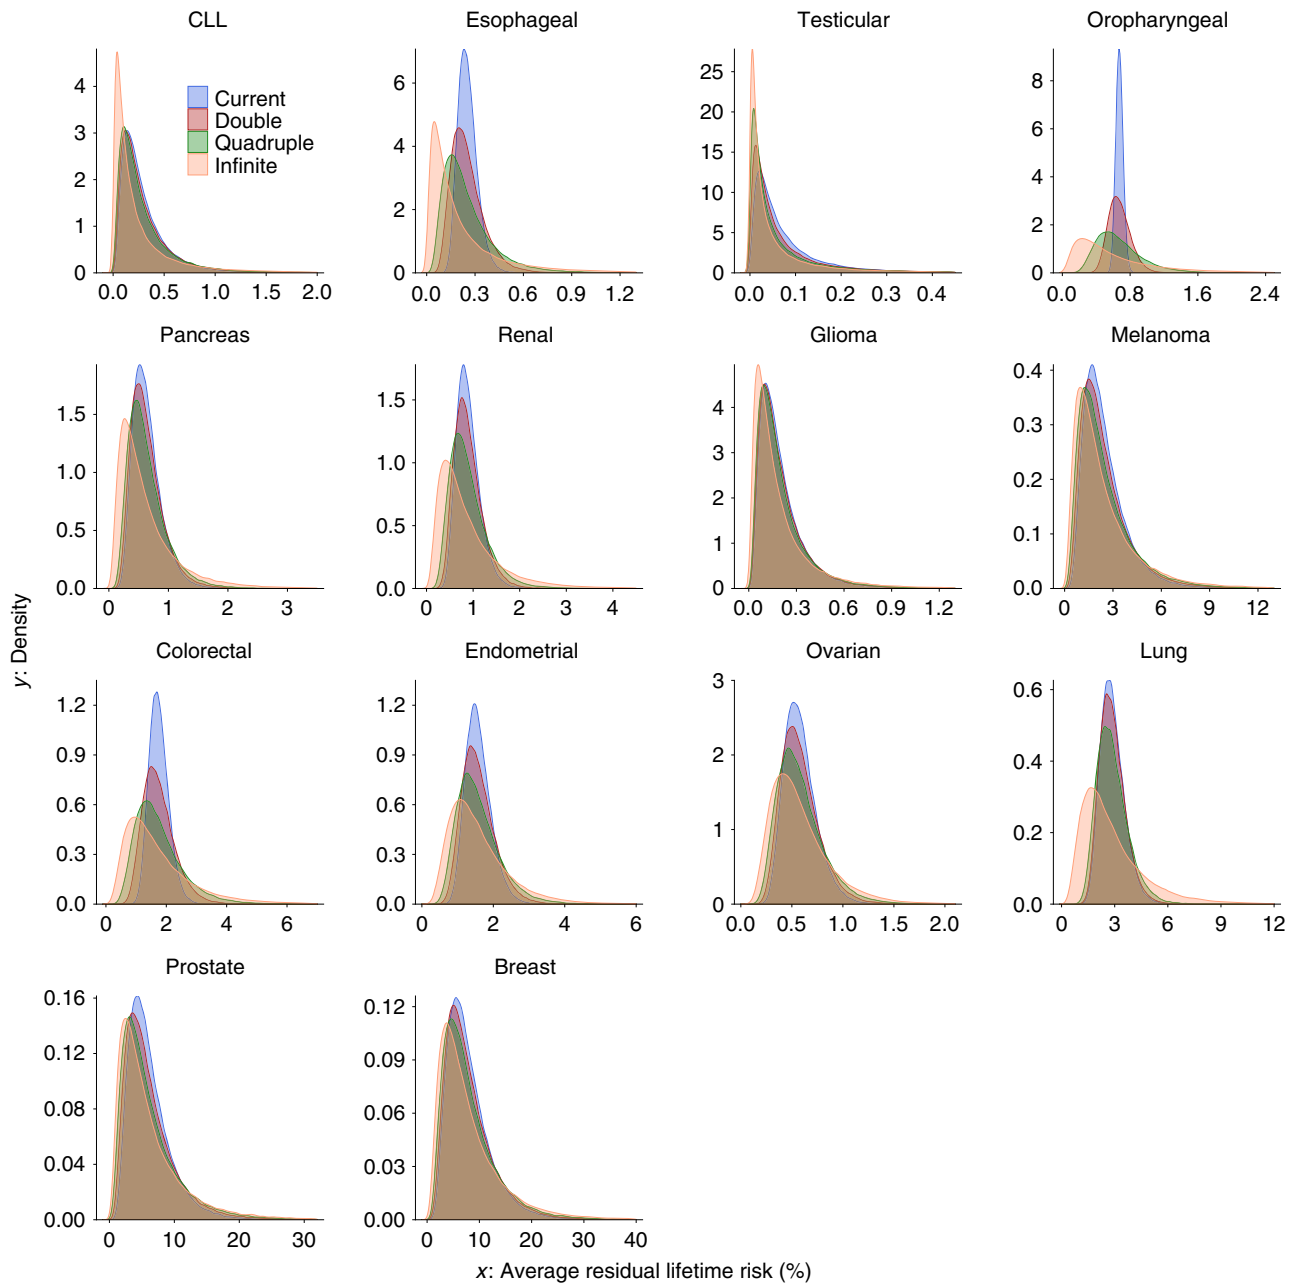 CLL
Esophageal
Testicular
Oropharyngeal
4
3
2
1
0
0.0 0.5 1.0 1.5 2.0
Current
Double
Quadruple
Infinite
6
4
2
0
0.0 0.3 0.6 0.9 1.2
25
20
15
10
5
0
0.0 0.1 0.2 0.3 0.4
8
6
4
2
0
0.0 0.8 1.6 2.4
Pancreas
Renal
Glioma
Melanoma
1.5
1.0
0.5
0.0
0 1 2 3
1.5
1.0
0.5
0.0
0 1 2 3 4
4
3
2
1
0
0.0 0.3 0.6 0.9 1.2
0.4
0.3
0.2
0.1
0.0
0 3 6 9 12
y: Density
Colorectal
Endometrial
Ovarian
Lung
1.2
0.9
0.6
0.3
0.0
0 2 4 6
1.2
0.9
0.6
0.3
0.0
0 2 4 6
3
2
1
0
0.0 0.5 1.0 1.5 2.0
0.6
0.4
0.2
0.0
0 3 6 9 12
Prostate
Breast
0.16
0.12
0.08
0.04
0.00
0 10 20 30
0.12
0.09
0.06
0.03
0.00
0 10 20 30 40
x: Average residual lifetime risk (%)